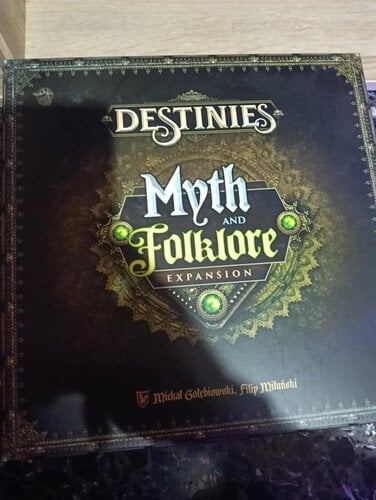 DESTINIES
Myth
AND
Folklore
EXPANSION
Michał Gołębiowski, Filip Miłuński